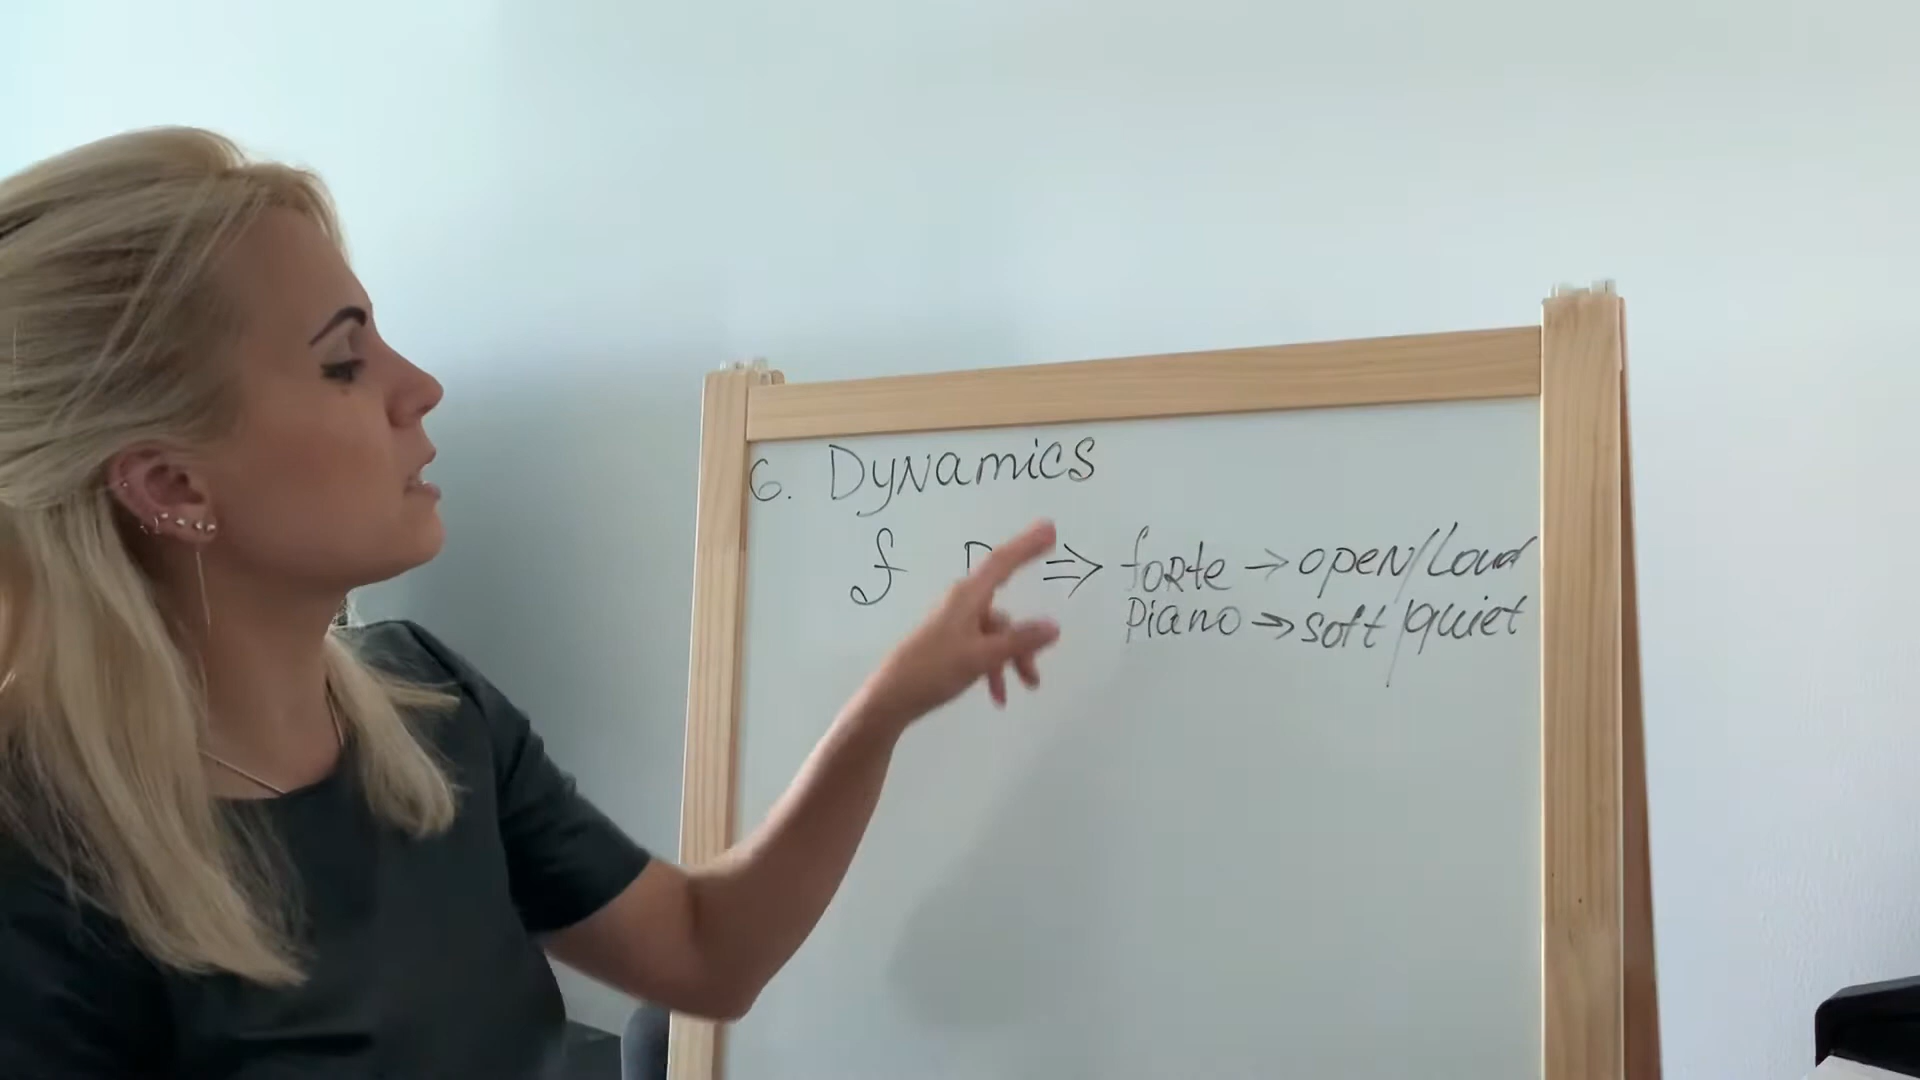 6. Dynamics
f p => forte -> open/Loud
Piano -> soft/quiet